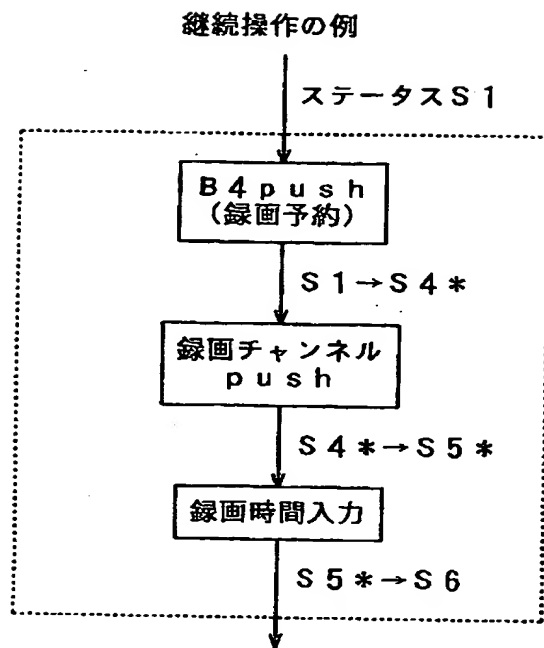 継続操作の例
ステータスS1
B4push
(録画予約)
S1→S4*
録画チャンネル
push
S4*→S5*
録画時間入力
S5*→S6